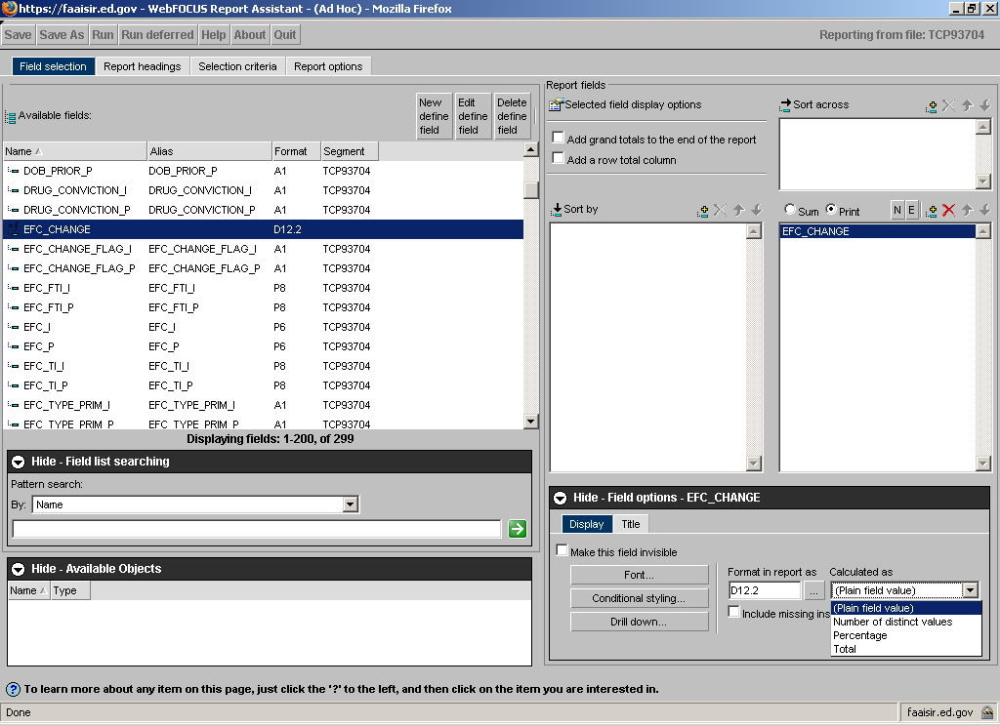 https://faaisir.ed.gov - WebFOCUS Report Assistant - (Ad Hoc) - Mozilla Firefox
Save Save As Run Run deferred Help About Quit Reporting from file: TCP93704
Field selection Report headings Selection criteria Report options
Available fields:
New define field
Edit define field
Delete define field
Name Alias Format Segment
DOB_PRIOR_P DOB_PRIOR_P A1 TCP93704
DRUG_CONVICTION_I DRUG_CONVICTION_I A1 TCP93704
DRUG_CONVICTION_P DRUG_CONVICTION_P A1 TCP93704
EFC_CHANGE D12.2
EFC_CHANGE_FLAG_I EFC_CHANGE_FLAG_I A1 TCP93704
EFC_CHANGE_FLAG_P EFC_CHANGE_FLAG_P A1 TCP93704
EFC_FTI_I EFC_FTI_I P8 TCP93704
EFC_FTI_P EFC_FTI_P P8 TCP93704
EFC_I EFC_I P6 TCP93704
EFC_P EFC_P P6 TCP93704
EFC_TI_I EFC_TI_I P8 TCP93704
EFC_TI_P EFC_TI_P P8 TCP93704
EFC_TYPE_PRIM_I EFC_TYPE_PRIM_I A1 TCP93704
EFC_TYPE_PRIM_P EFC_TYPE_PRIM_P A1 TCP93704
Displaying fields: 1-200, of 299
Hide - Field list searching
Pattern search:
By: Name
Hide - Available Objects
Name Type
Report fields
Selected field display options
Add grand totals to the end of the report
Add a row total column
Sort across
Sort by
Sum Print N E
EFC_CHANGE
Hide - Field options - EFC_CHANGE
Display Title
Make this field invisible
Font...
Conditional styling...
Drill down...
Format in report as
D12.2 ...
Include missing ins
Calculated as
(Plain field value)
(Plain field value)
Number of distinct values
Percentage
Total
? To learn more about any item on this page, just click the '?' to the left, and then click on the item you are interested in.
Done faaisir.ed.gov